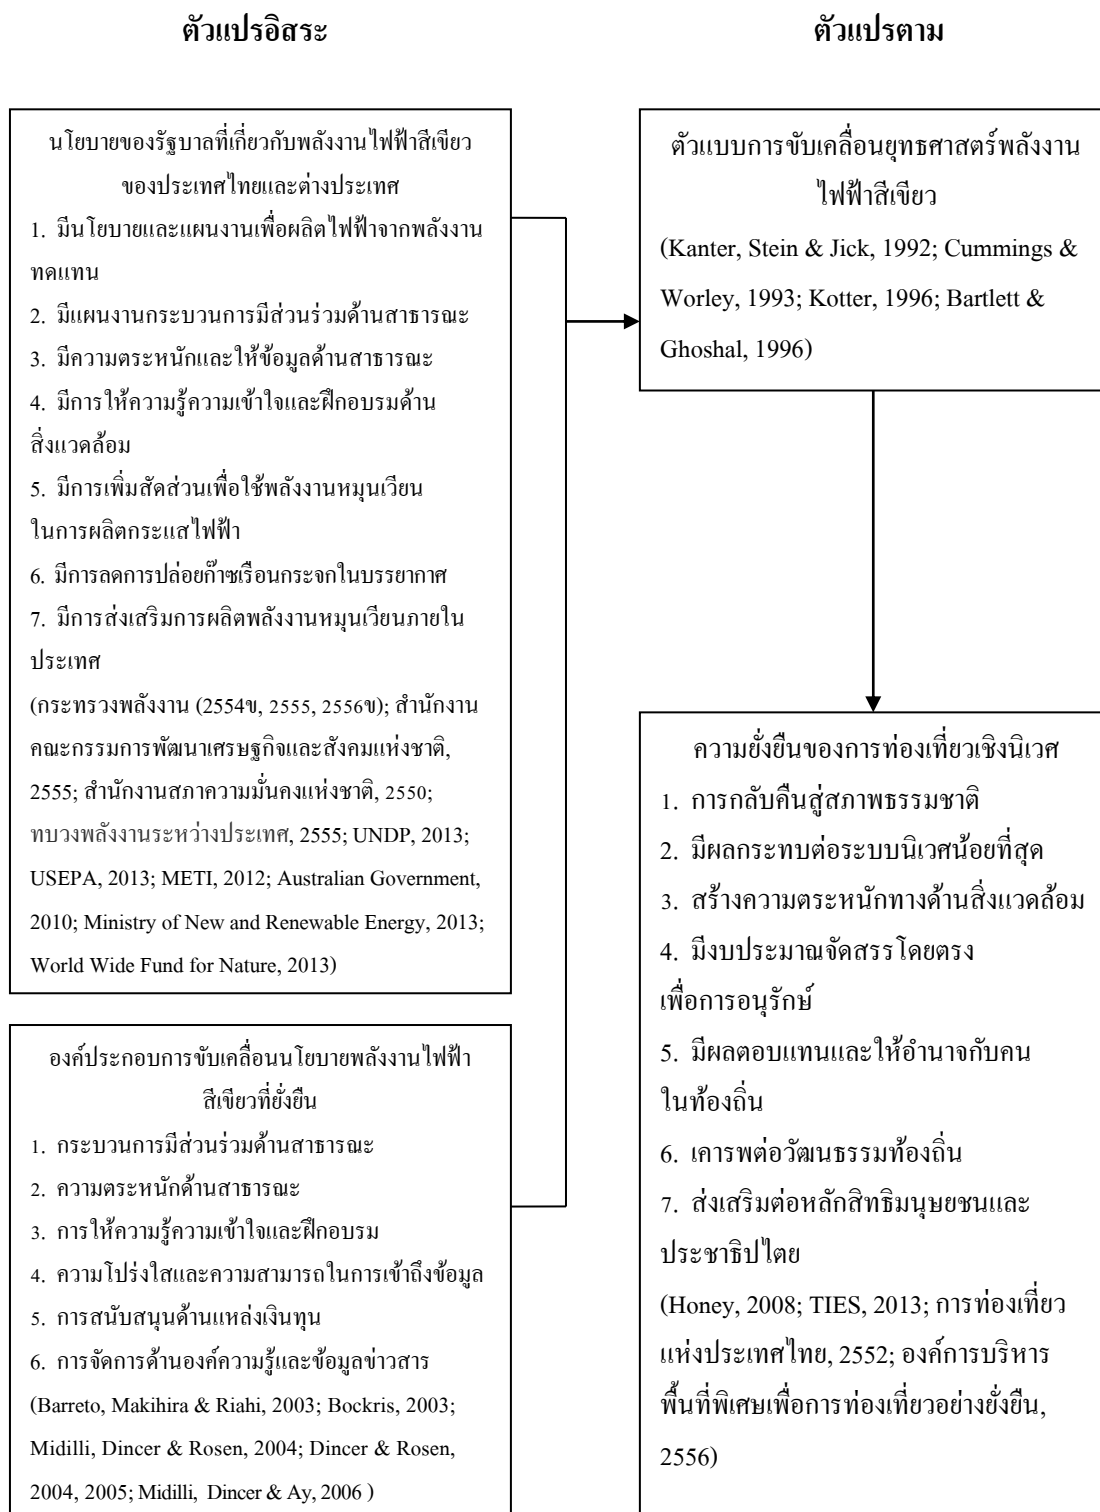 ตัวแปรอิสระ
ตัวแปรตาม
นโยบายของรัฐบาลที่เกี่ยวกับพลังงานไฟฟ้าสีเขียว
ของประเทศไทยและต่างประเทศ
1. มีนโยบายและแผนงานเพื่อผลิตไฟฟ้าจากพลังงาน
ทดแทน
2. มีแผนงานกระบวนการมีส่วนร่วมด้านสาธารณะ
3. มีความตระหนักและให้ข้อมูลด้านสาธารณะ
4. มีการให้ความรู้ความเข้าใจและฝึกอบรมด้าน
สิ่งแวดล้อม
5. มีการเพิ่มสัดส่วนเพื่อใช้พลังงานหมุนเวียน
ในการผลิตกระแสไฟฟ้า
6. มีการลดการปล่อยก๊าซเรือนกระจกในบรรยากาศ
7. มีการส่งเสริมการผลิตพลังงานหมุนเวียนภายใน
ประเทศ
(กระทรวงพลังงาน (2554ข, 2555, 2556ข); สำนักงาน
คณะกรรมการพัฒนาเศรษฐกิจและสังคมแห่งชาติ,
2555; สำนักงานสภาความมั่นคงแห่งชาติ, 2550;
ทบวงพลังงานระหว่างประเทศ, 2555; UNDP, 2013;
USEPA, 2013; METI, 2012; Australian Government,
2010; Ministry of New and Renewable Energy, 2013;
World Wide Fund for Nature, 2013)
องค์ประกอบการขับเคลื่อนนโยบายพลังงานไฟฟ้า
สีเขียวที่ยั่งยืน
1. กระบวนการมีส่วนร่วมด้านสาธารณะ
2. ความตระหนักด้านสาธารณะ
3. การให้ความรู้ความเข้าใจและฝึกอบรม
4. ความโปร่งใสและความสามารถในการเข้าถึงข้อมูล
5. การสนับสนุนด้านแหล่งเงินทุน
6. การจัดการด้านองค์ความรู้และข้อมูลข่าวสาร
(Barreto, Makihira & Riahi, 2003; Bockris, 2003;
Midilli, Dincer & Rosen, 2004; Dincer & Rosen,
2004, 2005; Midilli, Dincer & Ay, 2006 )
ตัวแบบการขับเคลื่อนยุทธศาสตร์พลังงาน
ไฟฟ้าสีเขียว
(Kanter, Stein & Jick, 1992; Cummings &
Worley, 1993; Kotter, 1996; Bartlett &
Ghoshal, 1996)
ความยั่งยืนของการท่องเที่ยวเชิงนิเวศ
1. การกลับคืนสู่สภาพธรรมชาติ
2. มีผลกระทบต่อระบบนิเวศน้อยที่สุด
3. สร้างความตระหนักทางด้านสิ่งแวดล้อม
4. มีงบประมาณจัดสรรโดยตรง
เพื่อการอนุรักษ์
5. มีผลตอบแทนและให้อำนาจกับคน
ในท้องถิ่น
6. เคารพต่อวัฒนธรรมท้องถิ่น
7. ส่งเสริมต่อหลักสิทธิมนุษยชนและ
ประชาธิปไตย
(Honey, 2008; TIES, 2013; การท่องเที่ยว
แห่งประเทศไทย, 2552; องค์การบริหาร
พื้นที่พิเศษเพื่อการท่องเที่ยวอย่างยั่งยืน,
2556)